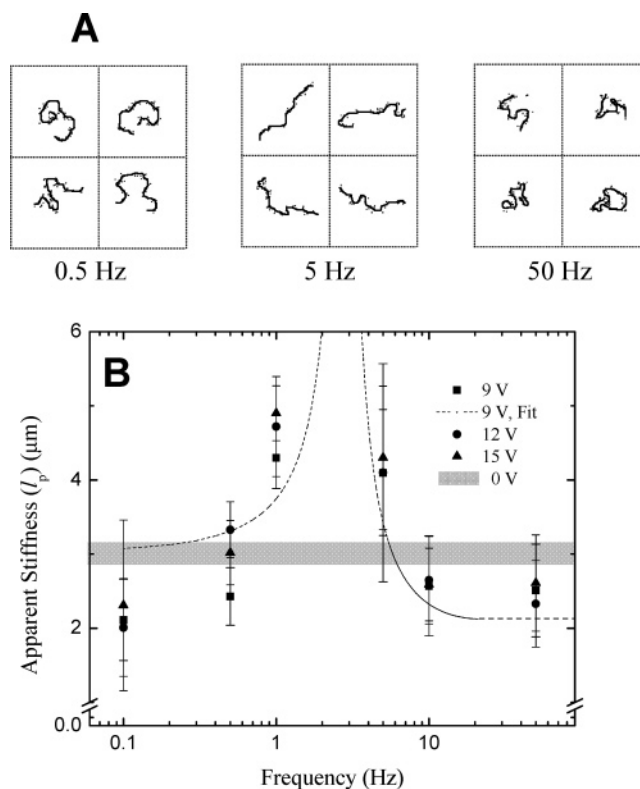 A
0.5 Hz
5 Hz
50 Hz
B
Apparent Stiffness (lp) (μm)
6
4
2
0.0
9 V
9 V, Fit
12 V
15 V
0 V
0.1
1
10
Frequency (Hz)